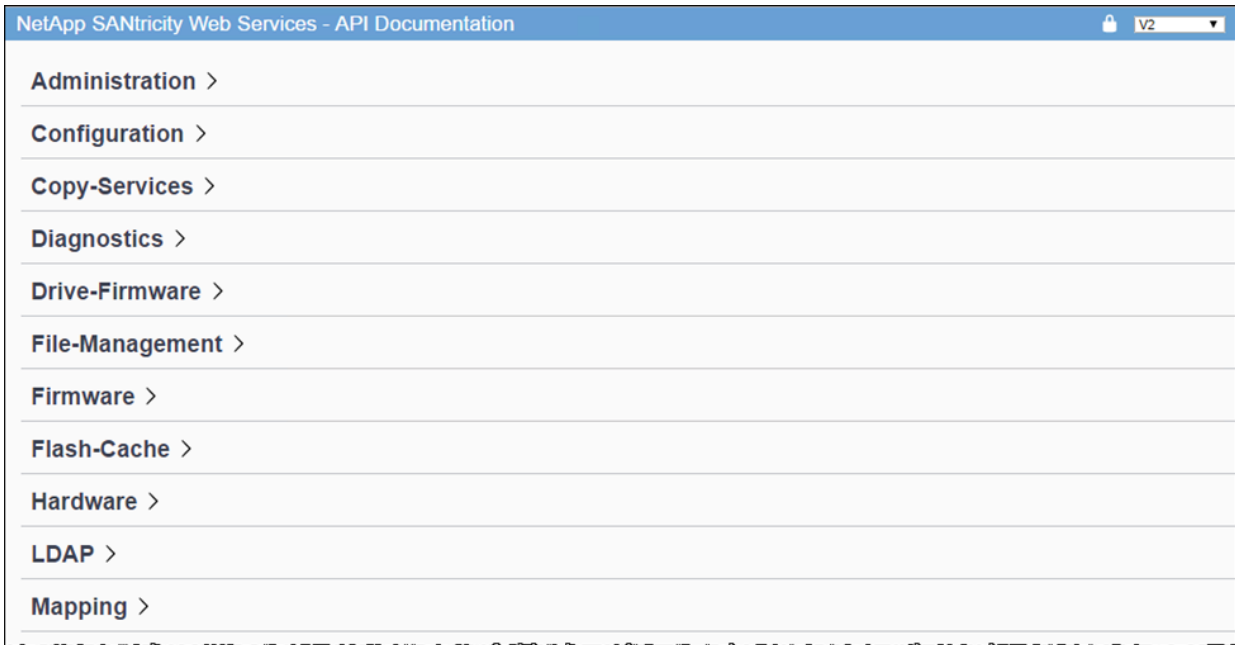 NetApp SANtricity Web Services - API Documentation V2
Administration >
Configuration >
Copy-Services >
Diagnostics >
Drive-Firmware >
File-Management >
Firmware >
Flash-Cache >
Hardware >
LDAP >
Mapping >